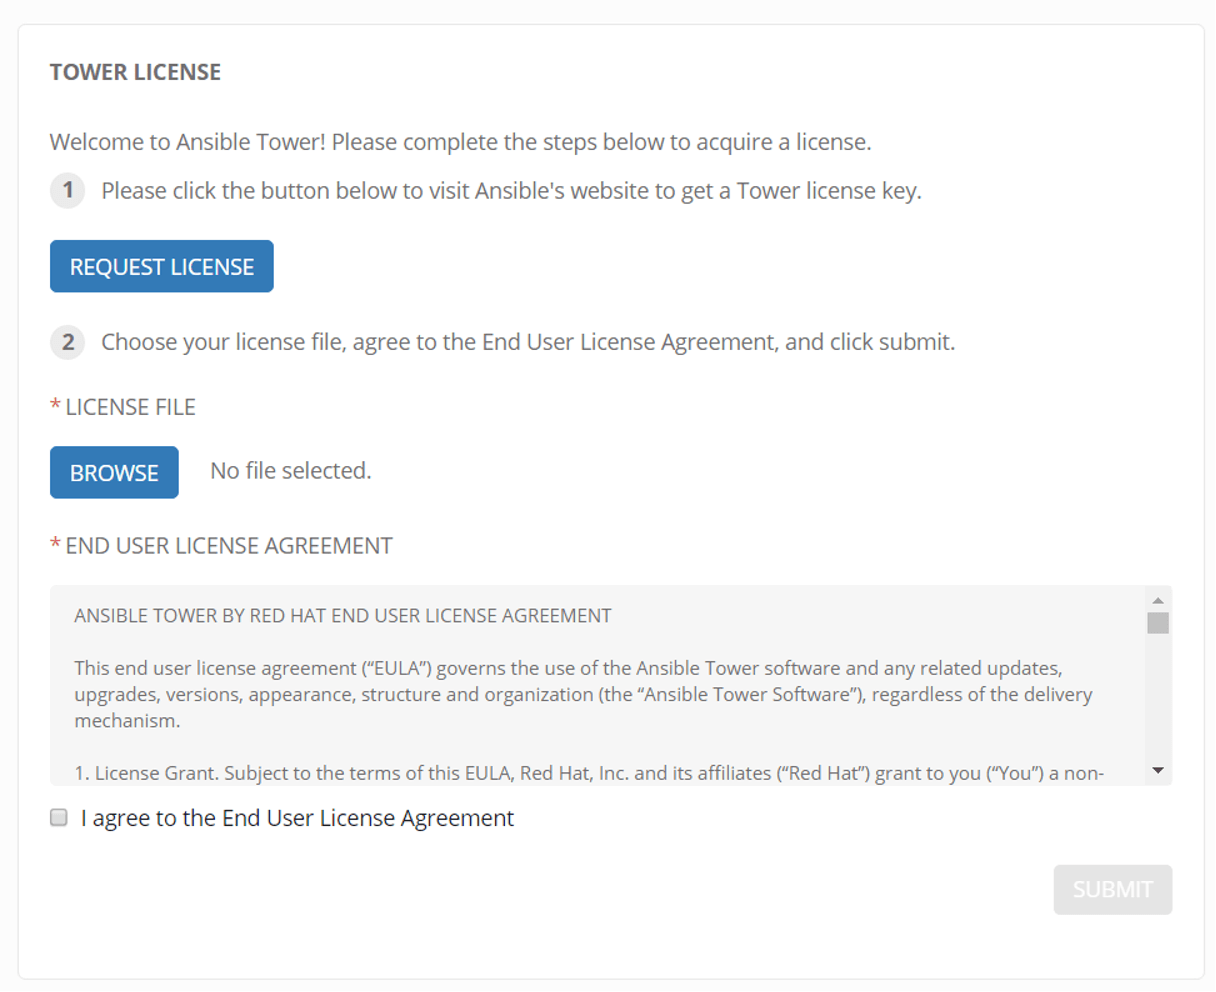 TOWER LICENSE
Welcome to Ansible Tower! Please complete the steps below to acquire a license.
1 Please click the button below to visit Ansible's website to get a Tower license key.
REQUEST LICENSE
2 Choose your license file, agree to the End User License Agreement, and click submit.
* LICENSE FILE
BROWSE No file selected.
* END USER LICENSE AGREEMENT
ANSIBLE TOWER BY RED HAT END USER LICENSE AGREEMENT
This end user license agreement (“EULA”) governs the use of the Ansible Tower software and any related updates,
upgrades, versions, appearance, structure and organization (the “Ansible Tower Software”), regardless of the delivery
mechanism.
1. License Grant. Subject to the terms of this EULA, Red Hat, Inc. and its affiliates (“Red Hat”) grant to you (“You”) a non-
I agree to the End User License Agreement
SUBMIT